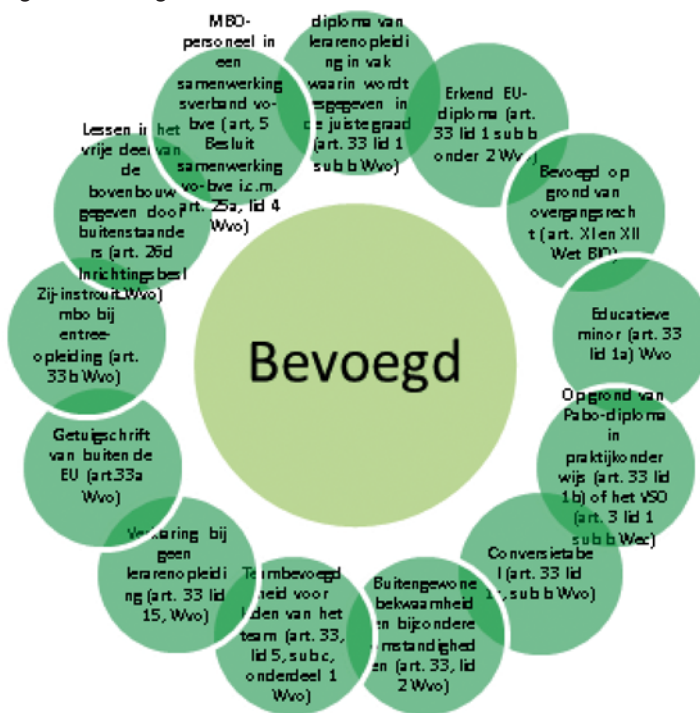 Bevoegd
diploma van
lerarenopleidi
ng in vak
waarin wordt
lesgegeven in
de juiste graad
(art. 33 lid 1
sub b Wvo)
Erkend EU-
diploma (art.
33 lid 1 sub b
onder 2 Wvo)
Bevoegd op
grond van
overgangsrech
t (art. XI en XII
Wet BIO)
Educatieve
minor (art. 33
lid 1a) Wvo
Op grond van
Pabo-diploma
in
praktijkonder
wijs (art. 33 lid
1b) of het VSO
(art. 3 lid 1
sub b Wec)
Conversietabe
l (art. 33 lid
sub b Wvo)
Buitengewone
bekwaamheid
en bijzondere
omstandighed
en (art. 33, lid
2 Wvo)
Teambevoegd
heid voor
leden van het
team (art. 33,
lid 5, sub c,
onderdeel 1
Wvo)
Verklaring bij
geen
lerarenopleidi
ng (art. 33 lid
15, Wvo)
Getuigschrift
van buiten de
EU (art.33a
Wvo)
Zij-instrouit
mbo bij
entree-
opleiding (art.
33b Wvo)
Lessen in het
vrije deel van
de
bovenbouw
gegeven door
buitenstaande
rs (art. 26d
Inrichtingsbesl
Wvo)
MBO-
personeel in
een
samenwerking
sverband vo-
bve (art, 5
Besluit
samenwerking
vo-bve i.c.m.
art. 25a, lid 4
Wvo)